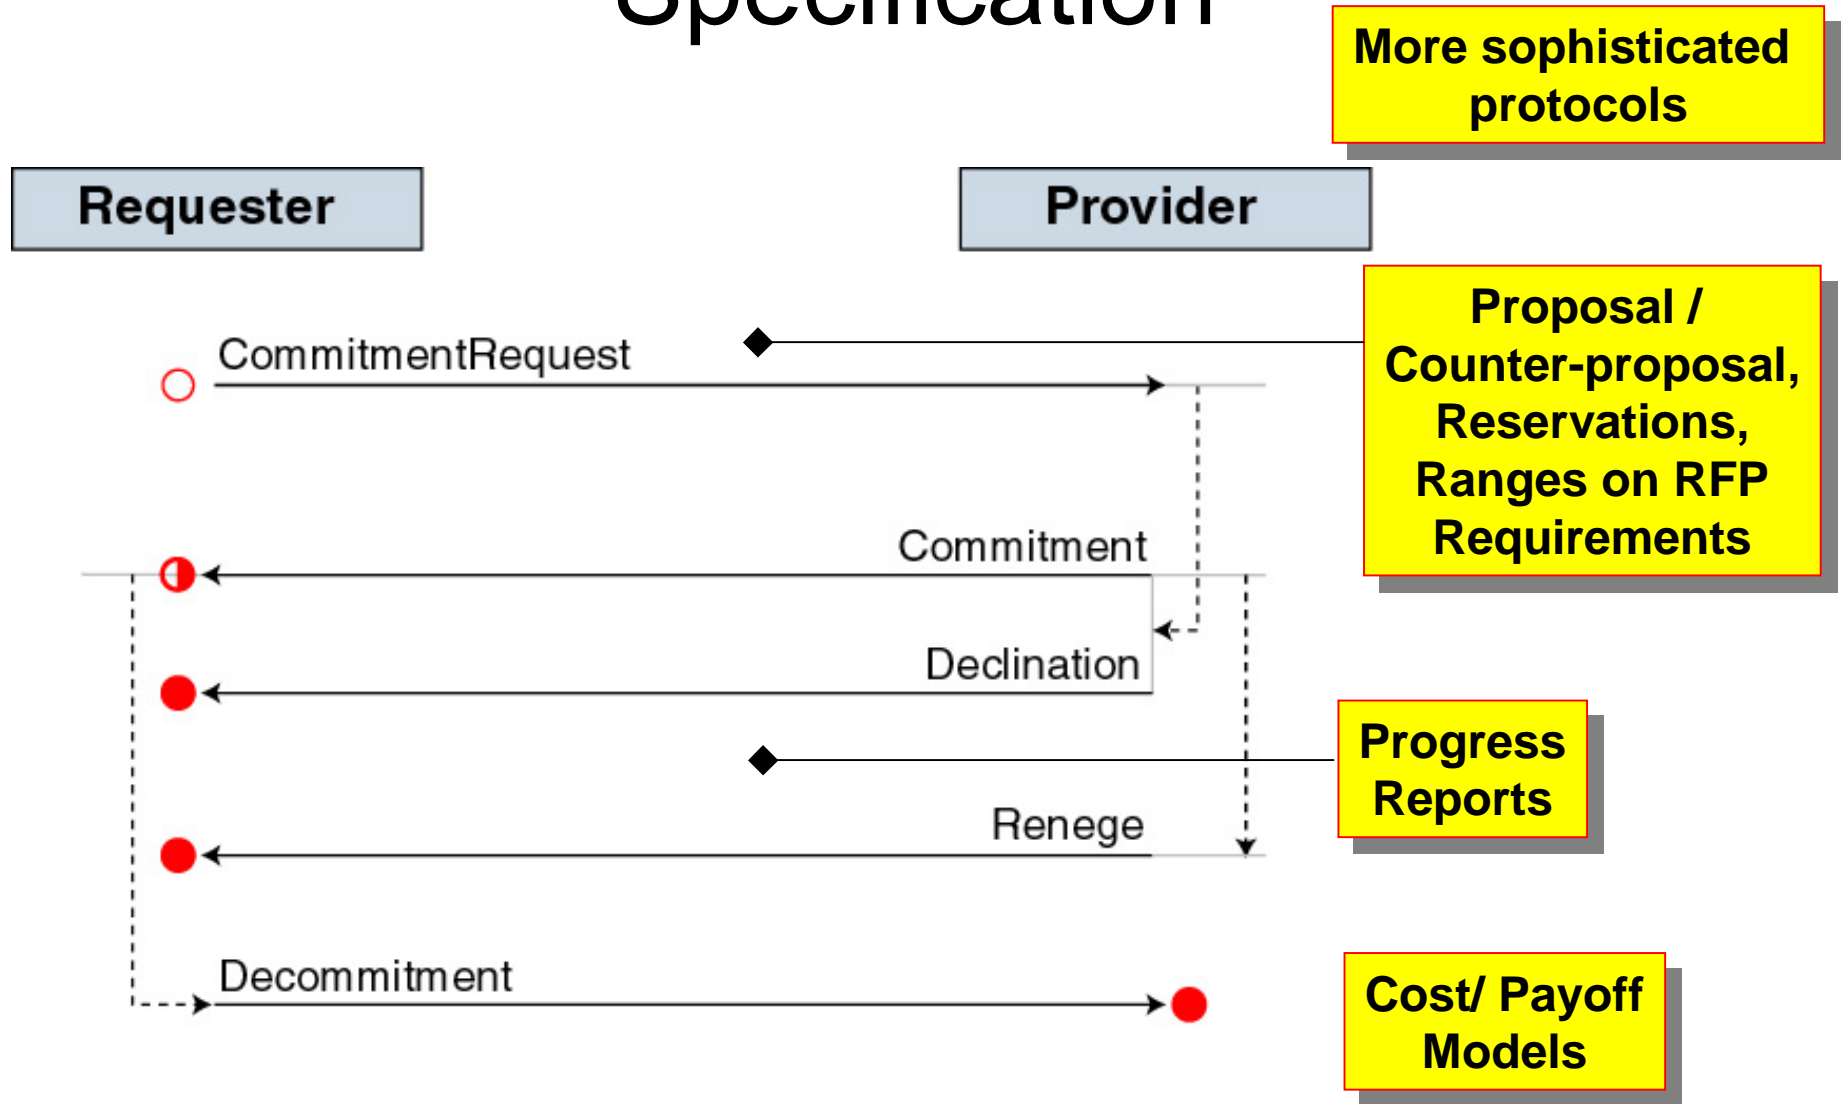 Specification
More sophisticated
protocols
Requester
Provider
Proposal /
Counter-proposal,
Reservations,
Ranges on RFP
Requirements
CommitmentRequest
Commitment
Declination
Progress
Reports
Renege
Decommitment
Cost/ Payoff
Models